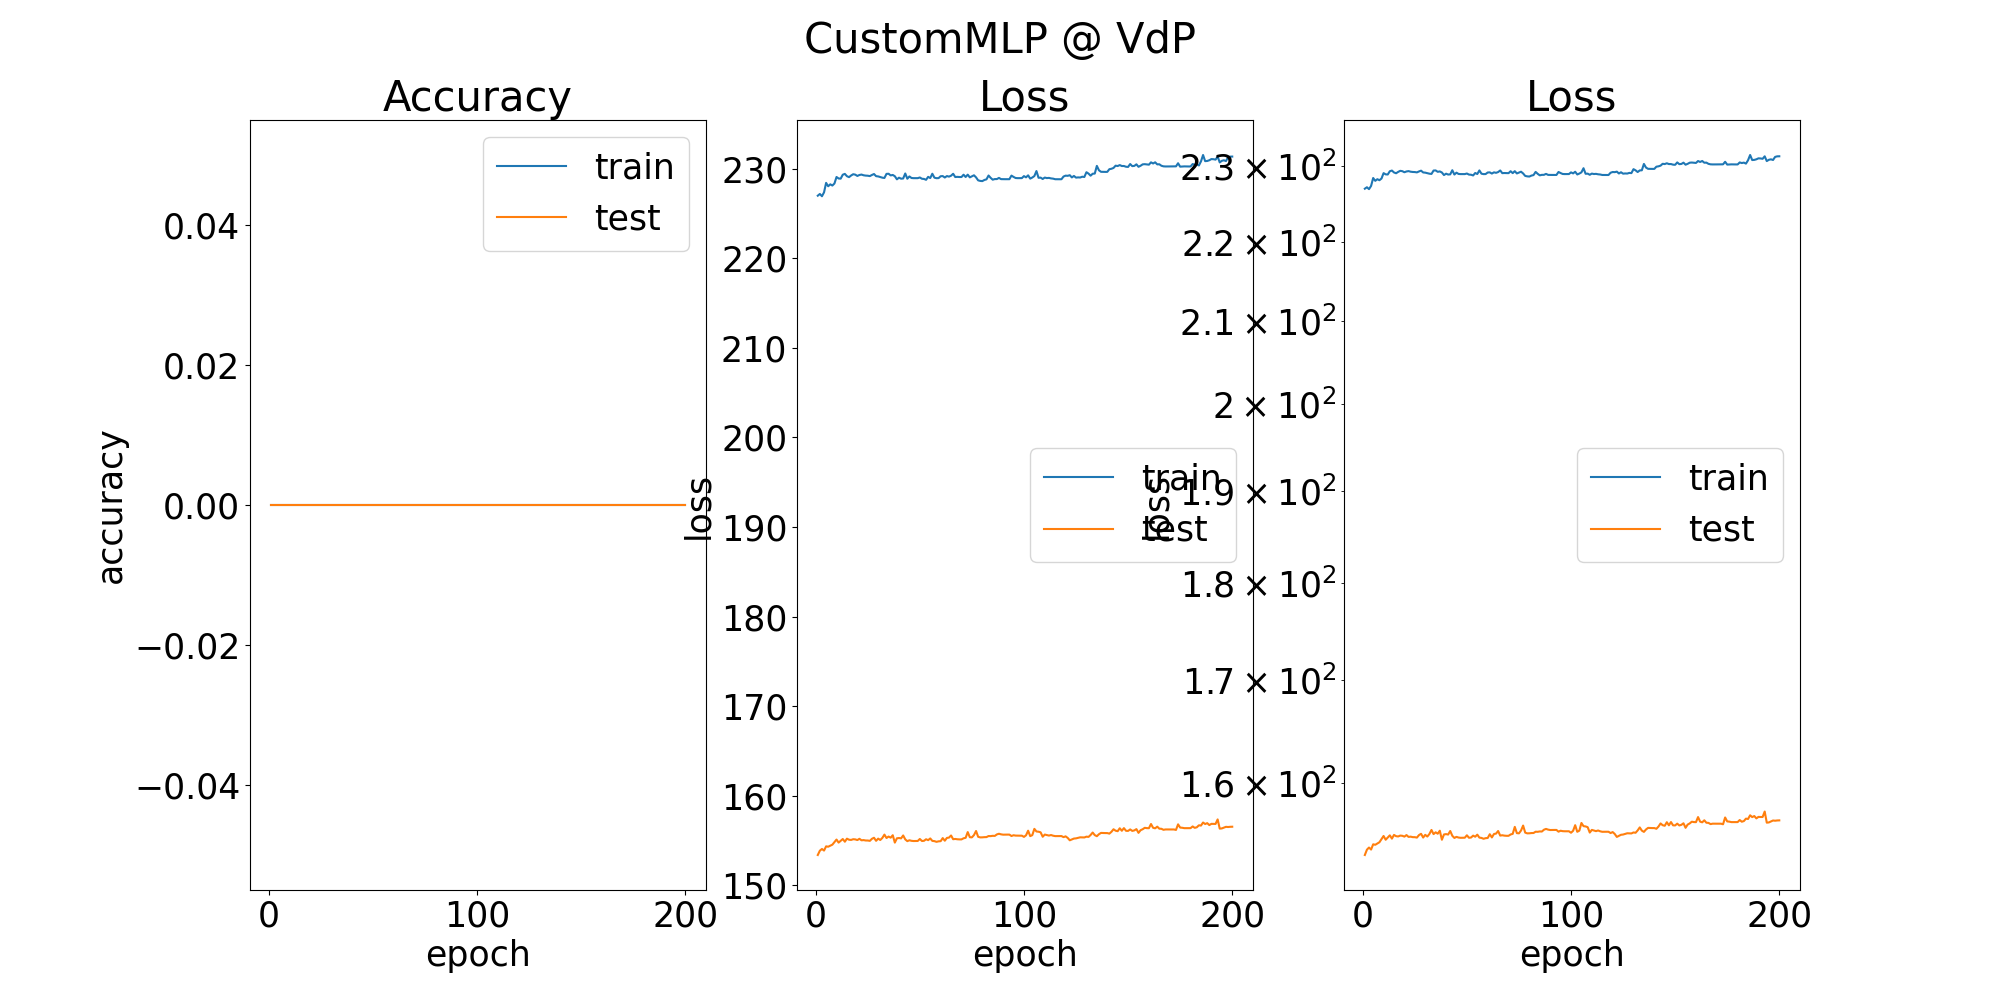 CustomMLP @ VdP
Accuracy
train
test
0.04
0.02
0.00
−0.02
−0.04
accuracy
0
100
200
epoch
Loss
230
220
210
200
190
180
170
160
150
loss
train
test
0
100
200
epoch
Loss
2.3 × 10²
2.2 × 10²
2.1 × 10²
2 × 10²
1.9 × 10²
1.8 × 10²
1.7 × 10²
1.6 × 10²
loss
train
test
0
100
200
epoch